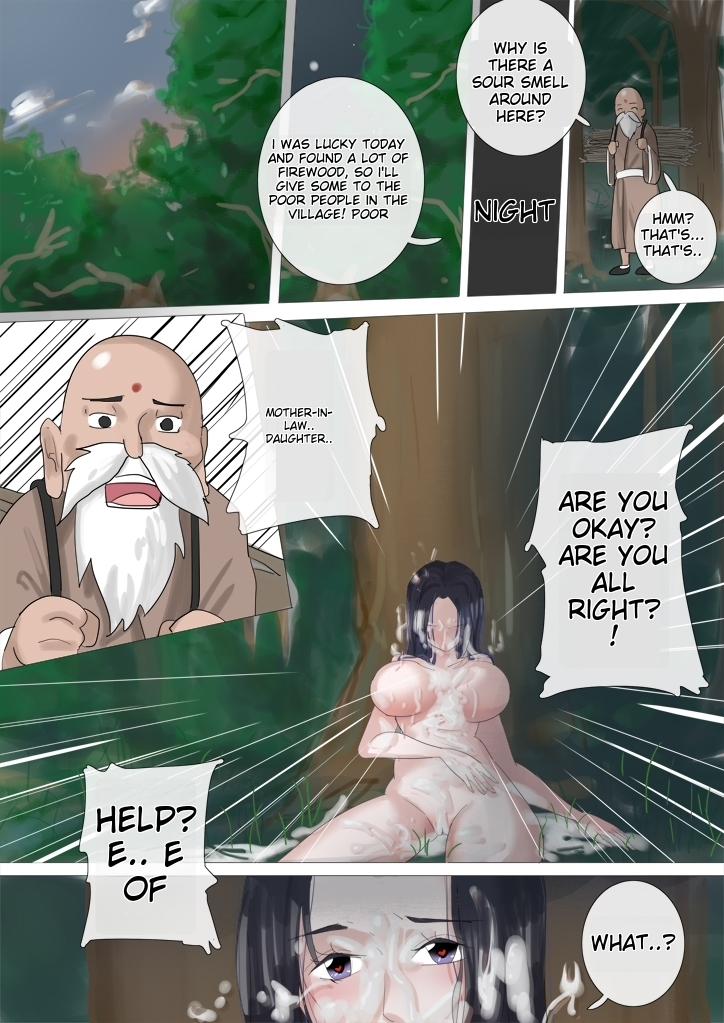 WHY IS
THERE A
SOUR SMELL
AROUND
HERE?
I WAS LUCKY TODAY
AND FOUND A LOT OF
FIREWOOD, SO I'LL
GIVE SOME TO THE
POOR PEOPLE IN THE
VILLAGE! POOR
NIGHT
HMM?
THAT'S...
THAT'S..
MOTHER-IN-
LAW..
DAUGHTER..
ARE YOU
OKAY?
ARE YOU
ALL
RIGHT?
!
HELP?
E.. E
OF
WHAT..?